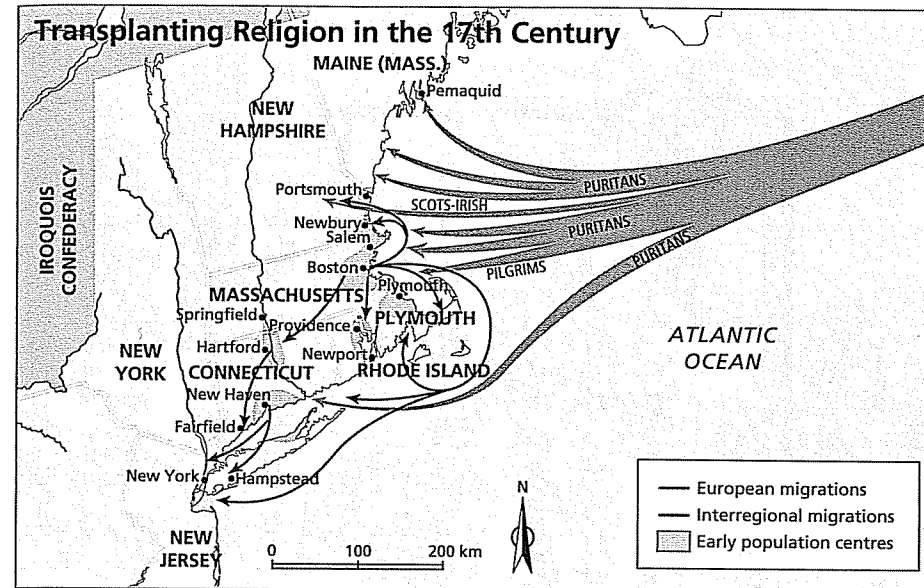 Transplanting Religion in the 17th Century
MAINE (MASS.)
Pemaquid
NEW
HAMPSHIRE
IROQUOIS
CONFEDERACY
Portsmouth
PURITANS
SCOTS-IRISH
Newbury
Salem
PURITANS
Boston
PILGRIMS
PURITANS
MASSACHUSETTS
Plymouth
Springfield
Providence
PLYMOUTH
NEW
YORK
Hartford
Newport
CONNECTICUT
RHODE ISLAND
ATLANTIC
OCEAN
New Haven
Fairfield
New York
Hampstead
NEW
JERSEY
N
0 100 200 km
European migrations
Interregional migrations
Early population centres